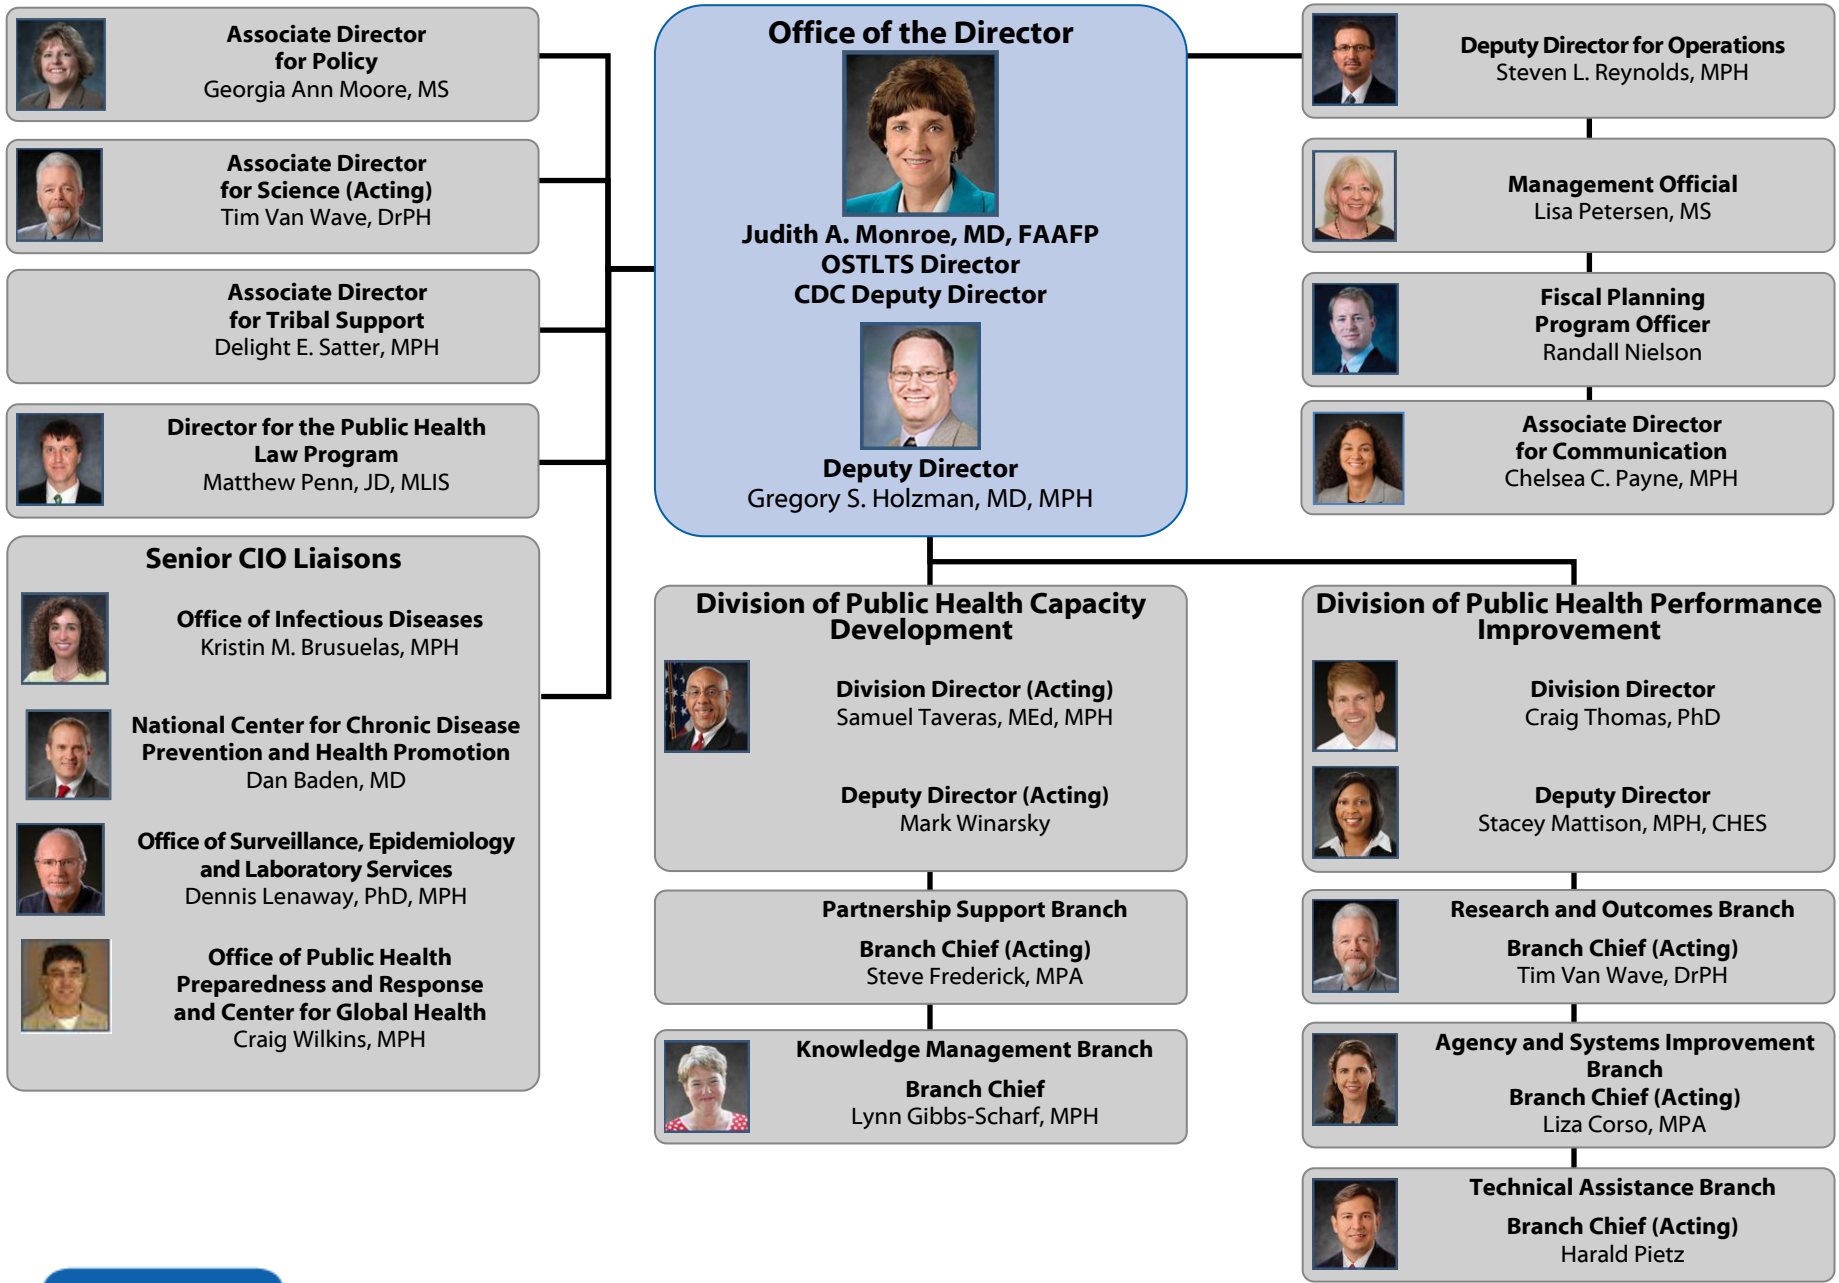 Associate Director
for Policy
Georgia Ann Moore, MS
Associate Director
for Science (Acting)
Tim Van Wave, DrPH
Associate Director
for Tribal Support
Delight E. Satter, MPH
Director for the Public Health
Law Program
Matthew Penn, JD, MLIS
Senior CIO Liaisons
Office of Infectious Diseases
Kristin M. Brusuelas, MPH
National Center for Chronic Disease
Prevention and Health Promotion
Dan Baden, MD
Office of Surveillance, Epidemiology
and Laboratory Services
Dennis Lenaway, PhD, MPH
Office of Public Health
Preparedness and Response
and Center for Global Health
Craig Wilkins, MPH
Office of the Director
Judith A. Monroe, MD, FAAFP
OSTLTS Director
CDC Deputy Director
Deputy Director
Gregory S. Holzman, MD, MPH
Deputy Director for Operations
Steven L. Reynolds, MPH
Management Official
Lisa Petersen, MS
Fiscal Planning
Program Officer
Randall Nielson
Associate Director
for Communication
Chelsea C. Payne, MPH
Division of Public Health Capacity
Development
Division Director (Acting)
Samuel Taveras, MEd, MPH
Deputy Director (Acting)
Mark Winarsky
Partnership Support Branch
Branch Chief (Acting)
Steve Frederick, MPA
Knowledge Management Branch
Branch Chief
Lynn Gibbs-Scharf, MPH
Division of Public Health Performance
Improvement
Division Director
Craig Thomas, PhD
Deputy Director
Stacey Mattison, MPH, CHES
Research and Outcomes Branch
Branch Chief (Acting)
Tim Van Wave, DrPH
Agency and Systems Improvement
Branch
Branch Chief (Acting)
Liza Corso, MPA
Technical Assistance Branch
Branch Chief (Acting)
Harald Pietz